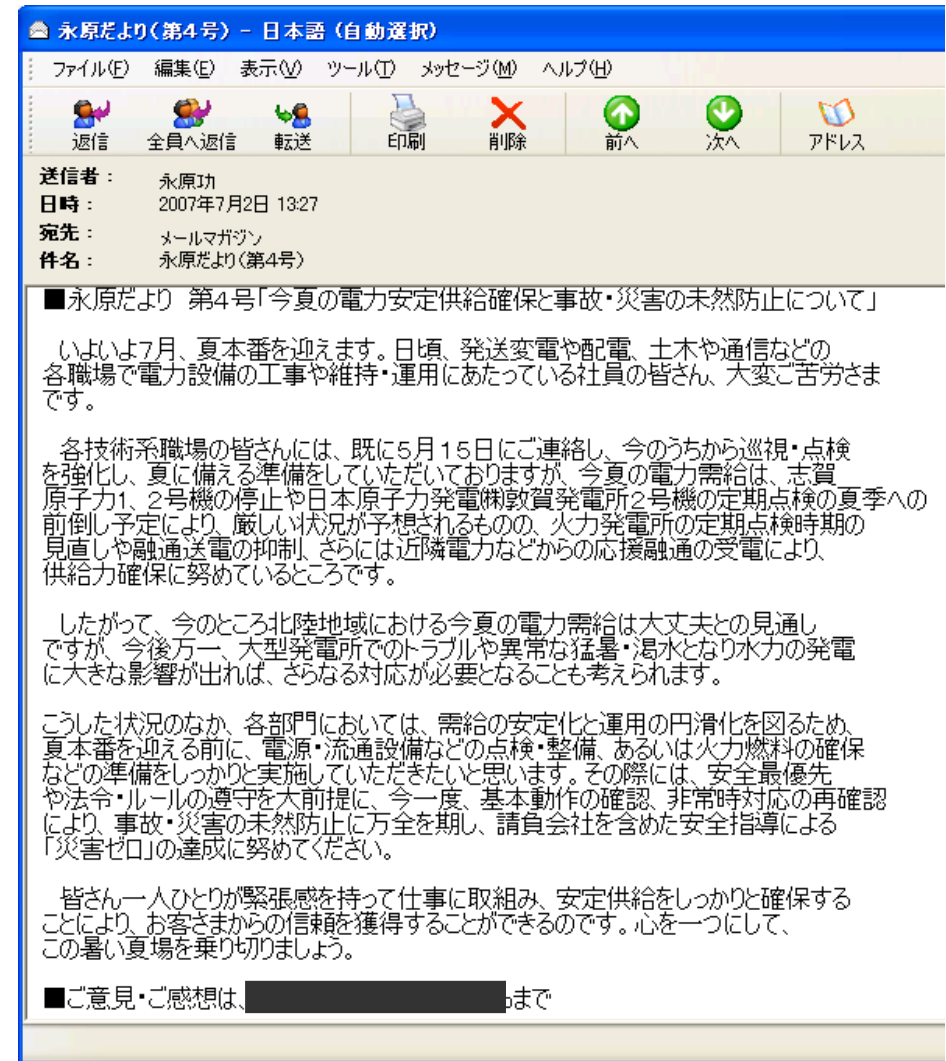 永原だより(第4号) - 日本語 (自動選択)
ファイル(F) 編集(E) 表示(V) ツール(T) メッセージ(M) ヘルプ(H)
返信 全員へ返信 転送 印刷 削除 前へ 次へ アドレス
送信者: 永原功
日時: 2007年7月2日 13:27
宛先: メールマガジン
件名: 永原だより(第4号)
■永原だより 第4号「今夏の電力安定供給確保と事故・災害の未然防止について」
いよいよ7月、夏本番を迎えます。日頃、発送変電や配電、土木や通信などの
各職場で電力設備の工事や維持・運用にあたっている社員の皆さん、大変ご苦労さま
です。
各技術系職場の皆さんには、既に5月15日にご連絡し、今のうちから巡視・点検
を強化し、夏に備える準備をしていただいておりますが、今夏の電力需給は、志賀
原子力1、2号機の停止や日本原子力発電㈱敦賀発電所2号機の定期点検の夏季への
前倒し予定により、厳しい状況が予想されるものの、火力発電所の定期点検時期の
見直しや融通送電の抑制、さらには近隣電力などからの応援融通の受電により、
供給力確保に努めているところです。
したがって、今のところ北陸地域における今夏の電力需給は大丈夫との見通し
ですが、今後万一、大型発電所でのトラブルや異常な猛暑・渇水となり水力の発電
に大きな影響が出れば、さらなる対応が必要となることも考えられます。
こうした状況のなか、各部門においては、需給の安定化と運用の円滑化を図るため、
夏本番を迎える前に、電源・流通設備などの点検・整備、あるいは火力燃料の確保
などの準備をしっかりと実施していただきたいと思います。その際には、安全最優先
や法令・ルールの遵守を大前提に、今一度、基本動作の確認、非常時対応の再確認
により、事故・災害の未然防止に万全を期し、請負会社を含めた安全指導による
「災害ゼロ」の達成に努めてください。
皆さん一人ひとりが緊張感を持って仕事に取組み、安定供給をしっかりと確保する
ことにより、お客さまからの信頼を獲得することができるのです。心を一つにして、
この暑い夏場を乗り切りましょう。
■ご意見・ご感想は、まで